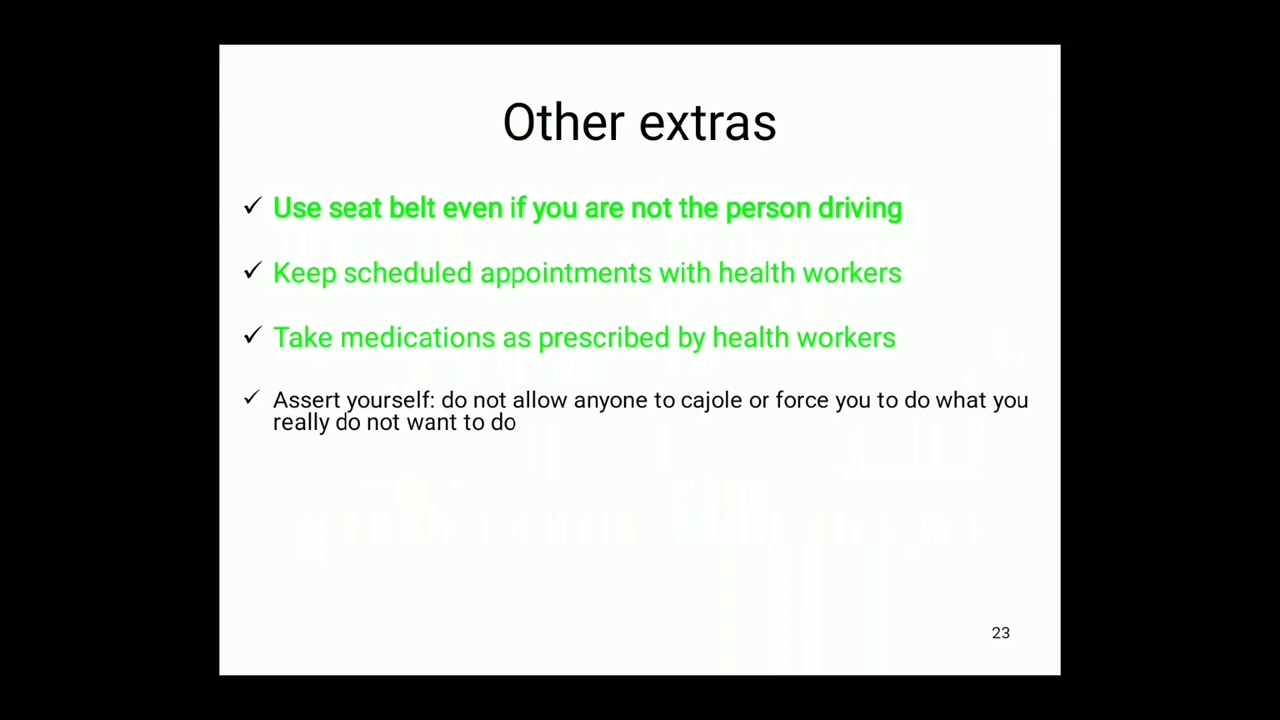 Other extras
✓ Use seat belt even if you are not the person driving
✓ Keep scheduled appointments with health workers
✓ Take medications as prescribed by health workers
✓ Assert yourself: do not allow anyone to cajole or force you to do what you
really do not want to do
23